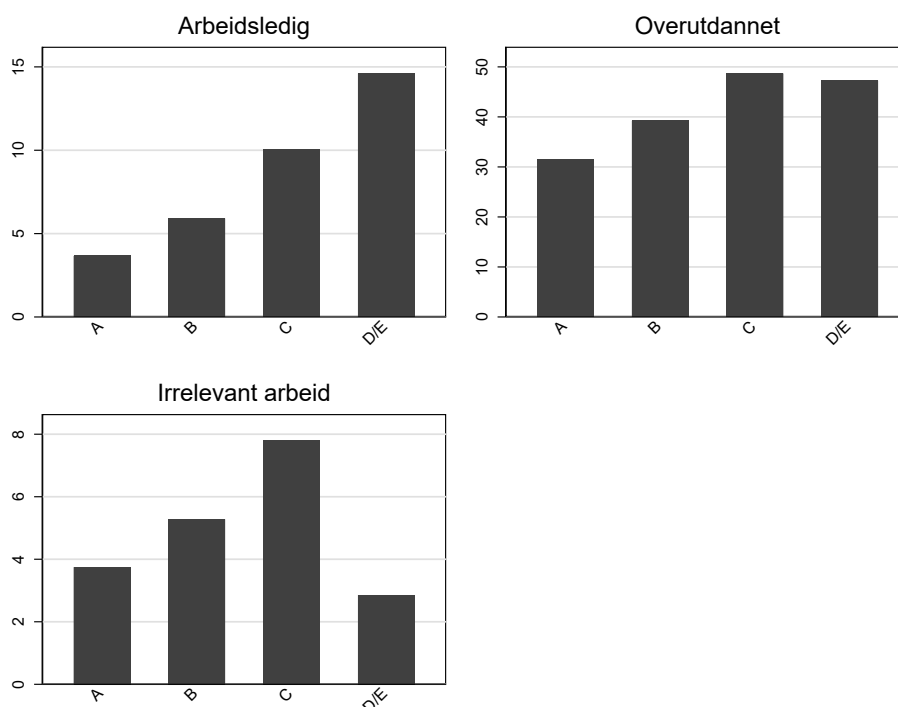 Arbeidsledig
15
10
5
0
A
B
C
D/E
Overutdannet
50
40
30
20
10
0
A
B
C
D/E
Irrelevant arbeid
8
6
4
2
0
A
B
C
D/E